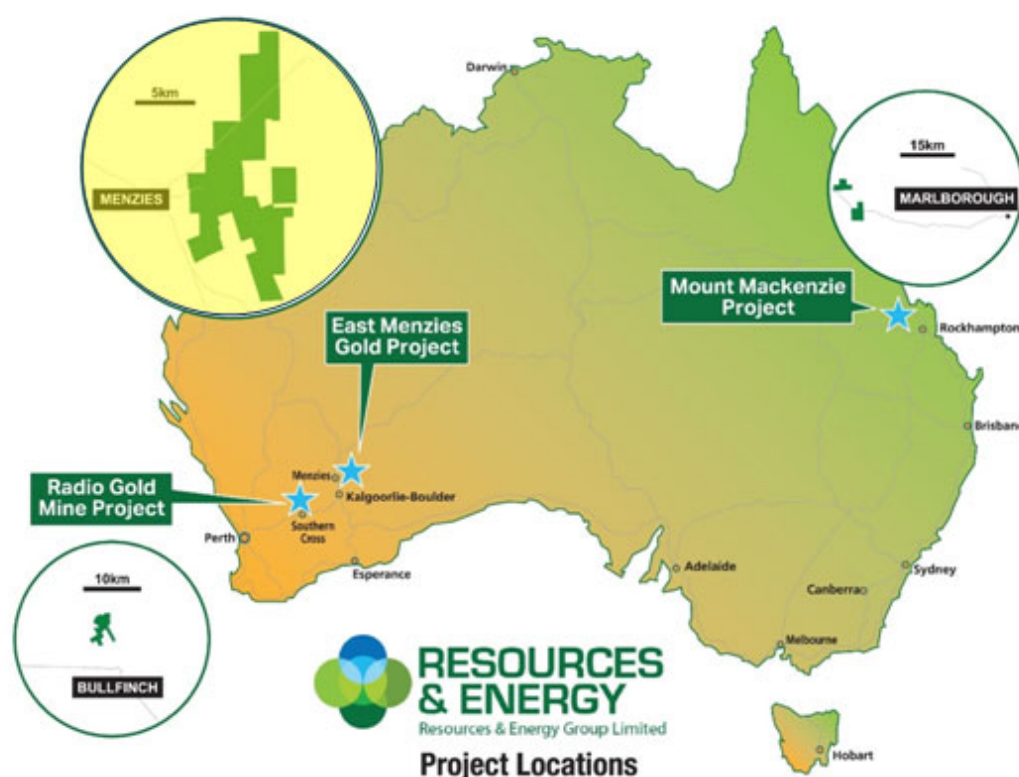 Darwin
5km
MENZIES
15km
MARLBOROUGH
Mount Mackenzie
Project
Rockhampton
East Menzies
Gold Project
Brisbane
Menzies
Kalgoorlie-Boulder
Radio Gold
Mine Project
Southern
Cross
Perth
Esperance
Adelaide
Sydney
Canberra
10km
BULLFINCH
Melbourne
RESOURCES
& ENERGY
Resources & Energy Group Limited
Project Locations
Hobart